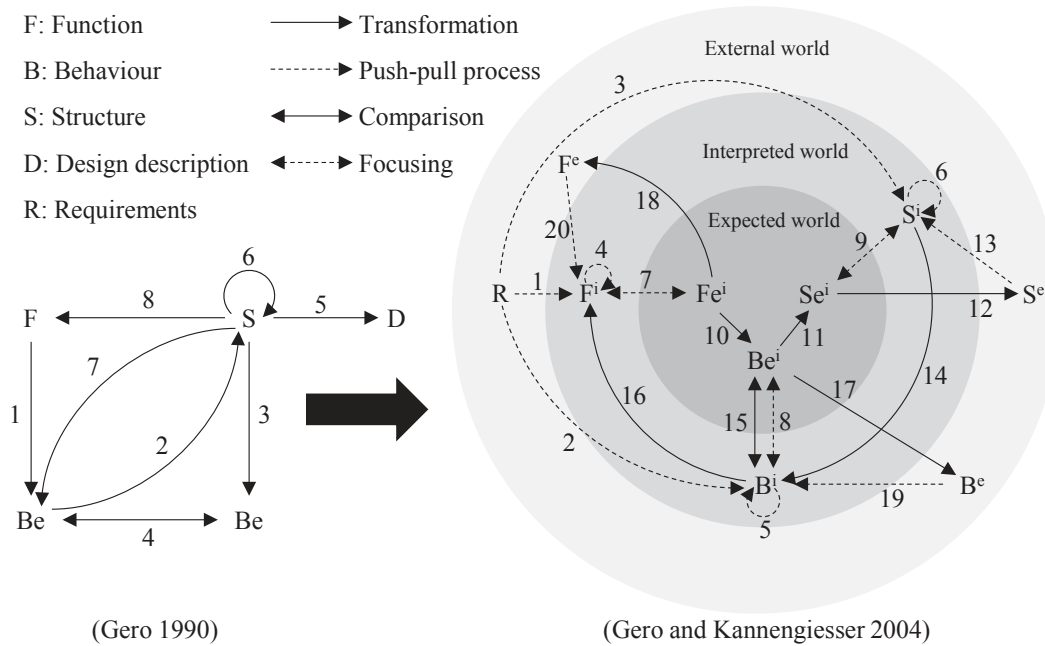 F: Function
B: Behaviour
S: Structure
D: Design description
R: Requirements
Transformation
Push-pull process
Comparison
Focusing
6
F
8
S
5
D
7
1
2
3
Be
4
Be
(Gero 1990)
External world
3
Interpreted world
Fᵉ
6
18
Expected world
Sⁱ
20
4
9
13
R
1
Fⁱ
7
Feⁱ
Seⁱ
12
Sᵉ
10
11
Beⁱ
14
16
17
2
15
8
Bⁱ
19
Bᵉ
5
(Gero and Kannengiesser 2004)